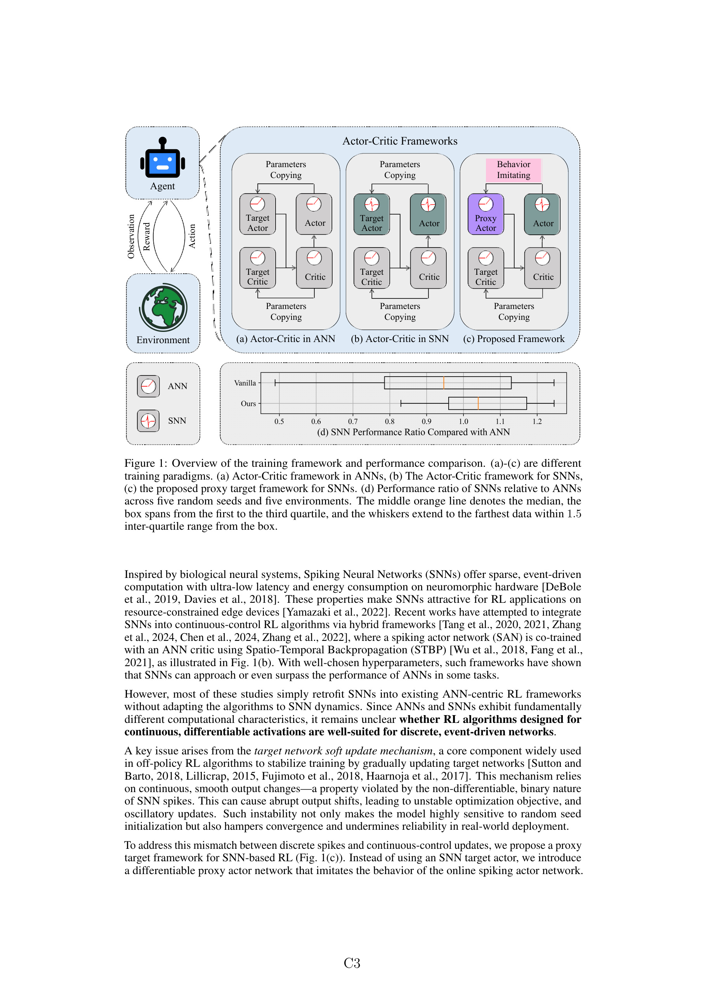 Agent
Observation
Reward
Action
Environment
Actor-Critic Frameworks
Parameters
Copying
Target
Actor
Actor
Target
Critic
Critic
Parameters
Copying
(a) Actor-Critic in ANN
Parameters
Copying
Target
Actor
Actor
Target
Critic
Critic
Parameters
Copying
(b) Actor-Critic in SNN
Behavior
Imitating
Proxy
Actor
Actor
Target
Critic
Critic
Parameters
Copying
(c) Proposed Framework
ANN
SNN
Vanilla
Ours
0.5 0.6 0.7 0.8 0.9 1.0 1.1 1.2
(d) SNN Performance Ratio Compared with ANN
Figure 1: Overview of the training framework and performance comparison. (a)-(c) are different
training paradigms. (a) Actor-Critic framework in ANNs, (b) The Actor-Critic framework for SNNs,
(c) the proposed proxy target framework for SNNs. (d) Performance ratio of SNNs relative to ANNs
across five random seeds and five environments. The middle orange line denotes the median, the
box spans from the first to the third quartile, and the whiskers extend to the farthest data within 1.5
inter-quartile range from the box.
Inspired by biological neural systems, Spiking Neural Networks (SNNs) offer sparse, event-driven
computation with ultra-low latency and energy consumption on neuromorphic hardware [DeBole
et al., 2019, Davies et al., 2018]. These properties make SNNs attractive for RL applications on
resource-constrained edge devices [Yamazaki et al., 2022]. Recent works have attempted to integrate
SNNs into continuous-control RL algorithms via hybrid frameworks [Tang et al., 2020, 2021, Zhang
et al., 2024, Chen et al., 2024, Zhang et al., 2022], where a spiking actor network (SAN) is co-trained
with an ANN critic using Spatio-Temporal Backpropagation (STBP) [Wu et al., 2018, Fang et al.,
2021], as illustrated in Fig. 1(b). With well-chosen hyperparameters, such frameworks have shown
that SNNs can approach or even surpass the performance of ANNs in some tasks.
However, most of these studies simply retrofit SNNs into existing ANN-centric RL frameworks
without adapting the algorithms to SNN dynamics. Since ANNs and SNNs exhibit fundamentally
different computational characteristics, it remains unclear whether RL algorithms designed for
continuous, differentiable activations are well-suited for discrete, event-driven networks.
A key issue arises from the target network soft update mechanism, a core component widely used
in off-policy RL algorithms to stabilize training by gradually updating target networks [Sutton and
Barto, 2018, Lillicrap, 2015, Fujimoto et al., 2018, Haarnoja et al., 2017]. This mechanism relies
on continuous, smooth output changes—a property violated by the non-differentiable, binary nature
of SNN spikes. This can cause abrupt output shifts, leading to unstable optimization objective, and
oscillatory updates. Such instability not only makes the model highly sensitive to random seed
initialization but also hampers convergence and undermines reliability in real-world deployment.
To address this mismatch between discrete spikes and continuous-control updates, we propose a proxy
target framework for SNN-based RL (Fig. 1(c)). Instead of using an SNN target actor, we introduce
a differentiable proxy actor network that imitates the behavior of the online spiking actor network.
C3